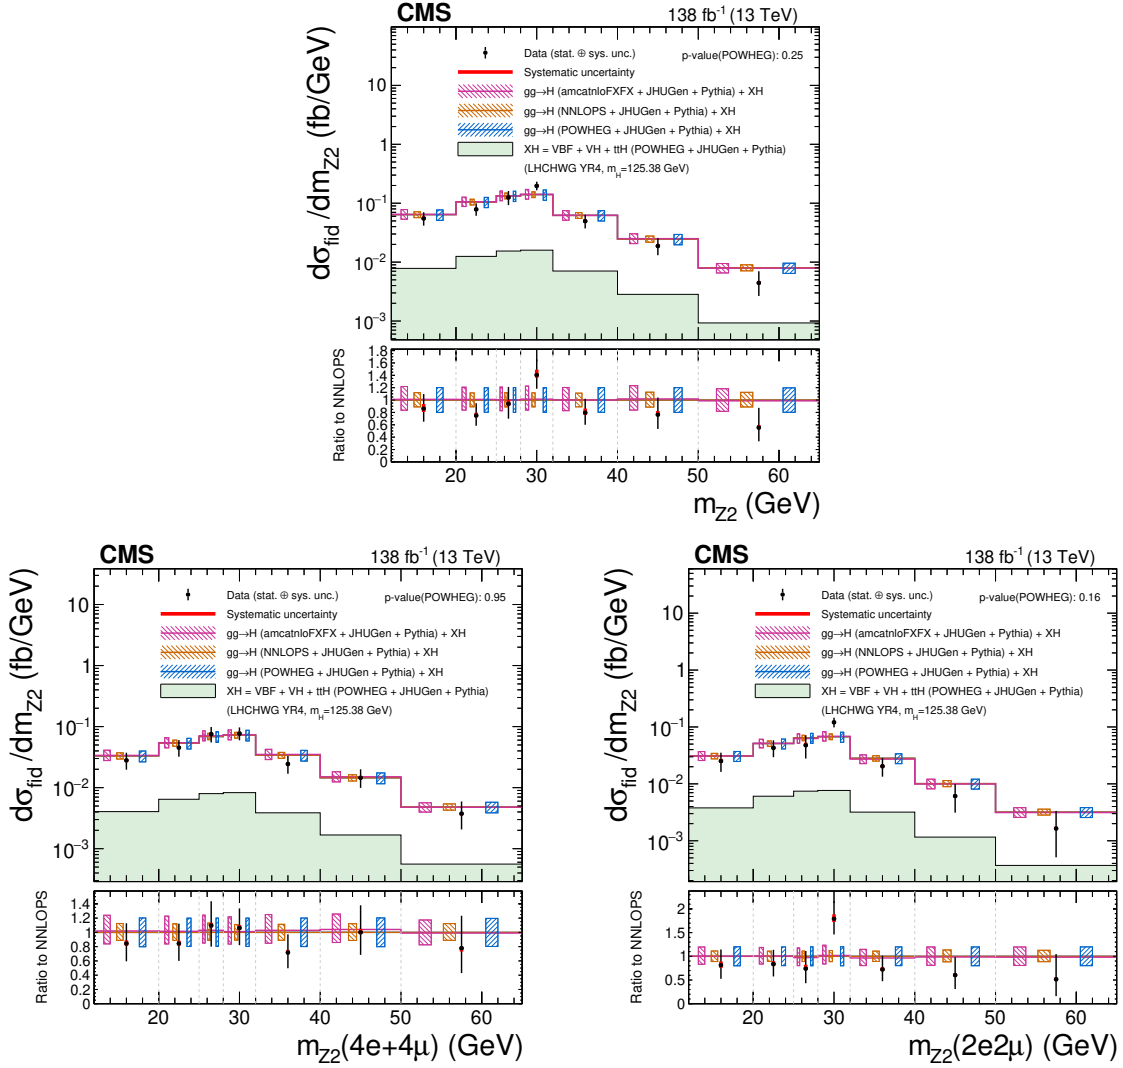 CMS 138 fb⁻¹ (13 TeV)
dσ_fid /dm_Z2 (fb/GeV)
10
1
10⁻¹
10⁻²
10⁻³
Data (stat. ⊕ sys. unc.) p-value(POWHEG): 0.25
Systematic uncertainty
gg→H (amcatnloFXFX + JHUGen + Pythia) + XH
gg→H (NNLOPS + JHUGen + Pythia) + XH
gg→H (POWHEG + JHUGen + Pythia) + XH
XH = VBF + VH + ttH (POWHEG + JHUGen + Pythia)
(LHCHWG YR4, m_H=125.38 GeV)
Ratio to NNLOPS
1.8
1.6
1.4
1.2
1
0.8
0.6
0.4
0.2
0
20 30 40 50 60
m_Z2 (GeV)
CMS 138 fb⁻¹ (13 TeV)
dσ_fid /dm_Z2 (fb/GeV)
10
1
10⁻¹
10⁻²
10⁻³
Data (stat. ⊕ sys. unc.) p-value(POWHEG): 0.95
Systematic uncertainty
gg→H (amcatnloFXFX + JHUGen + Pythia) + XH
gg→H (NNLOPS + JHUGen + Pythia) + XH
gg→H (POWHEG + JHUGen + Pythia) + XH
XH = VBF + VH + ttH (POWHEG + JHUGen + Pythia)
(LHCHWG YR4, m_H=125.38 GeV)
Ratio to NNLOPS
1.4
1.2
1
0.8
0.6
0.4
0.2
0
20 30 40 50 60
m_Z2(4e+4μ) (GeV)
CMS 138 fb⁻¹ (13 TeV)
dσ_fid /dm_Z2 (fb/GeV)
10
1
10⁻¹
10⁻²
10⁻³
Data (stat. ⊕ sys. unc.) p-value(POWHEG): 0.16
Systematic uncertainty
gg→H (amcatnloFXFX + JHUGen + Pythia) + XH
gg→H (NNLOPS + JHUGen + Pythia) + XH
gg→H (POWHEG + JHUGen + Pythia) + XH
XH = VBF + VH + ttH (POWHEG + JHUGen + Pythia)
(LHCHWG YR4, m_H=125.38 GeV)
Ratio to NNLOPS
2
1.5
1
0.5
0
20 30 40 50 60
m_Z2(2e2μ) (GeV)